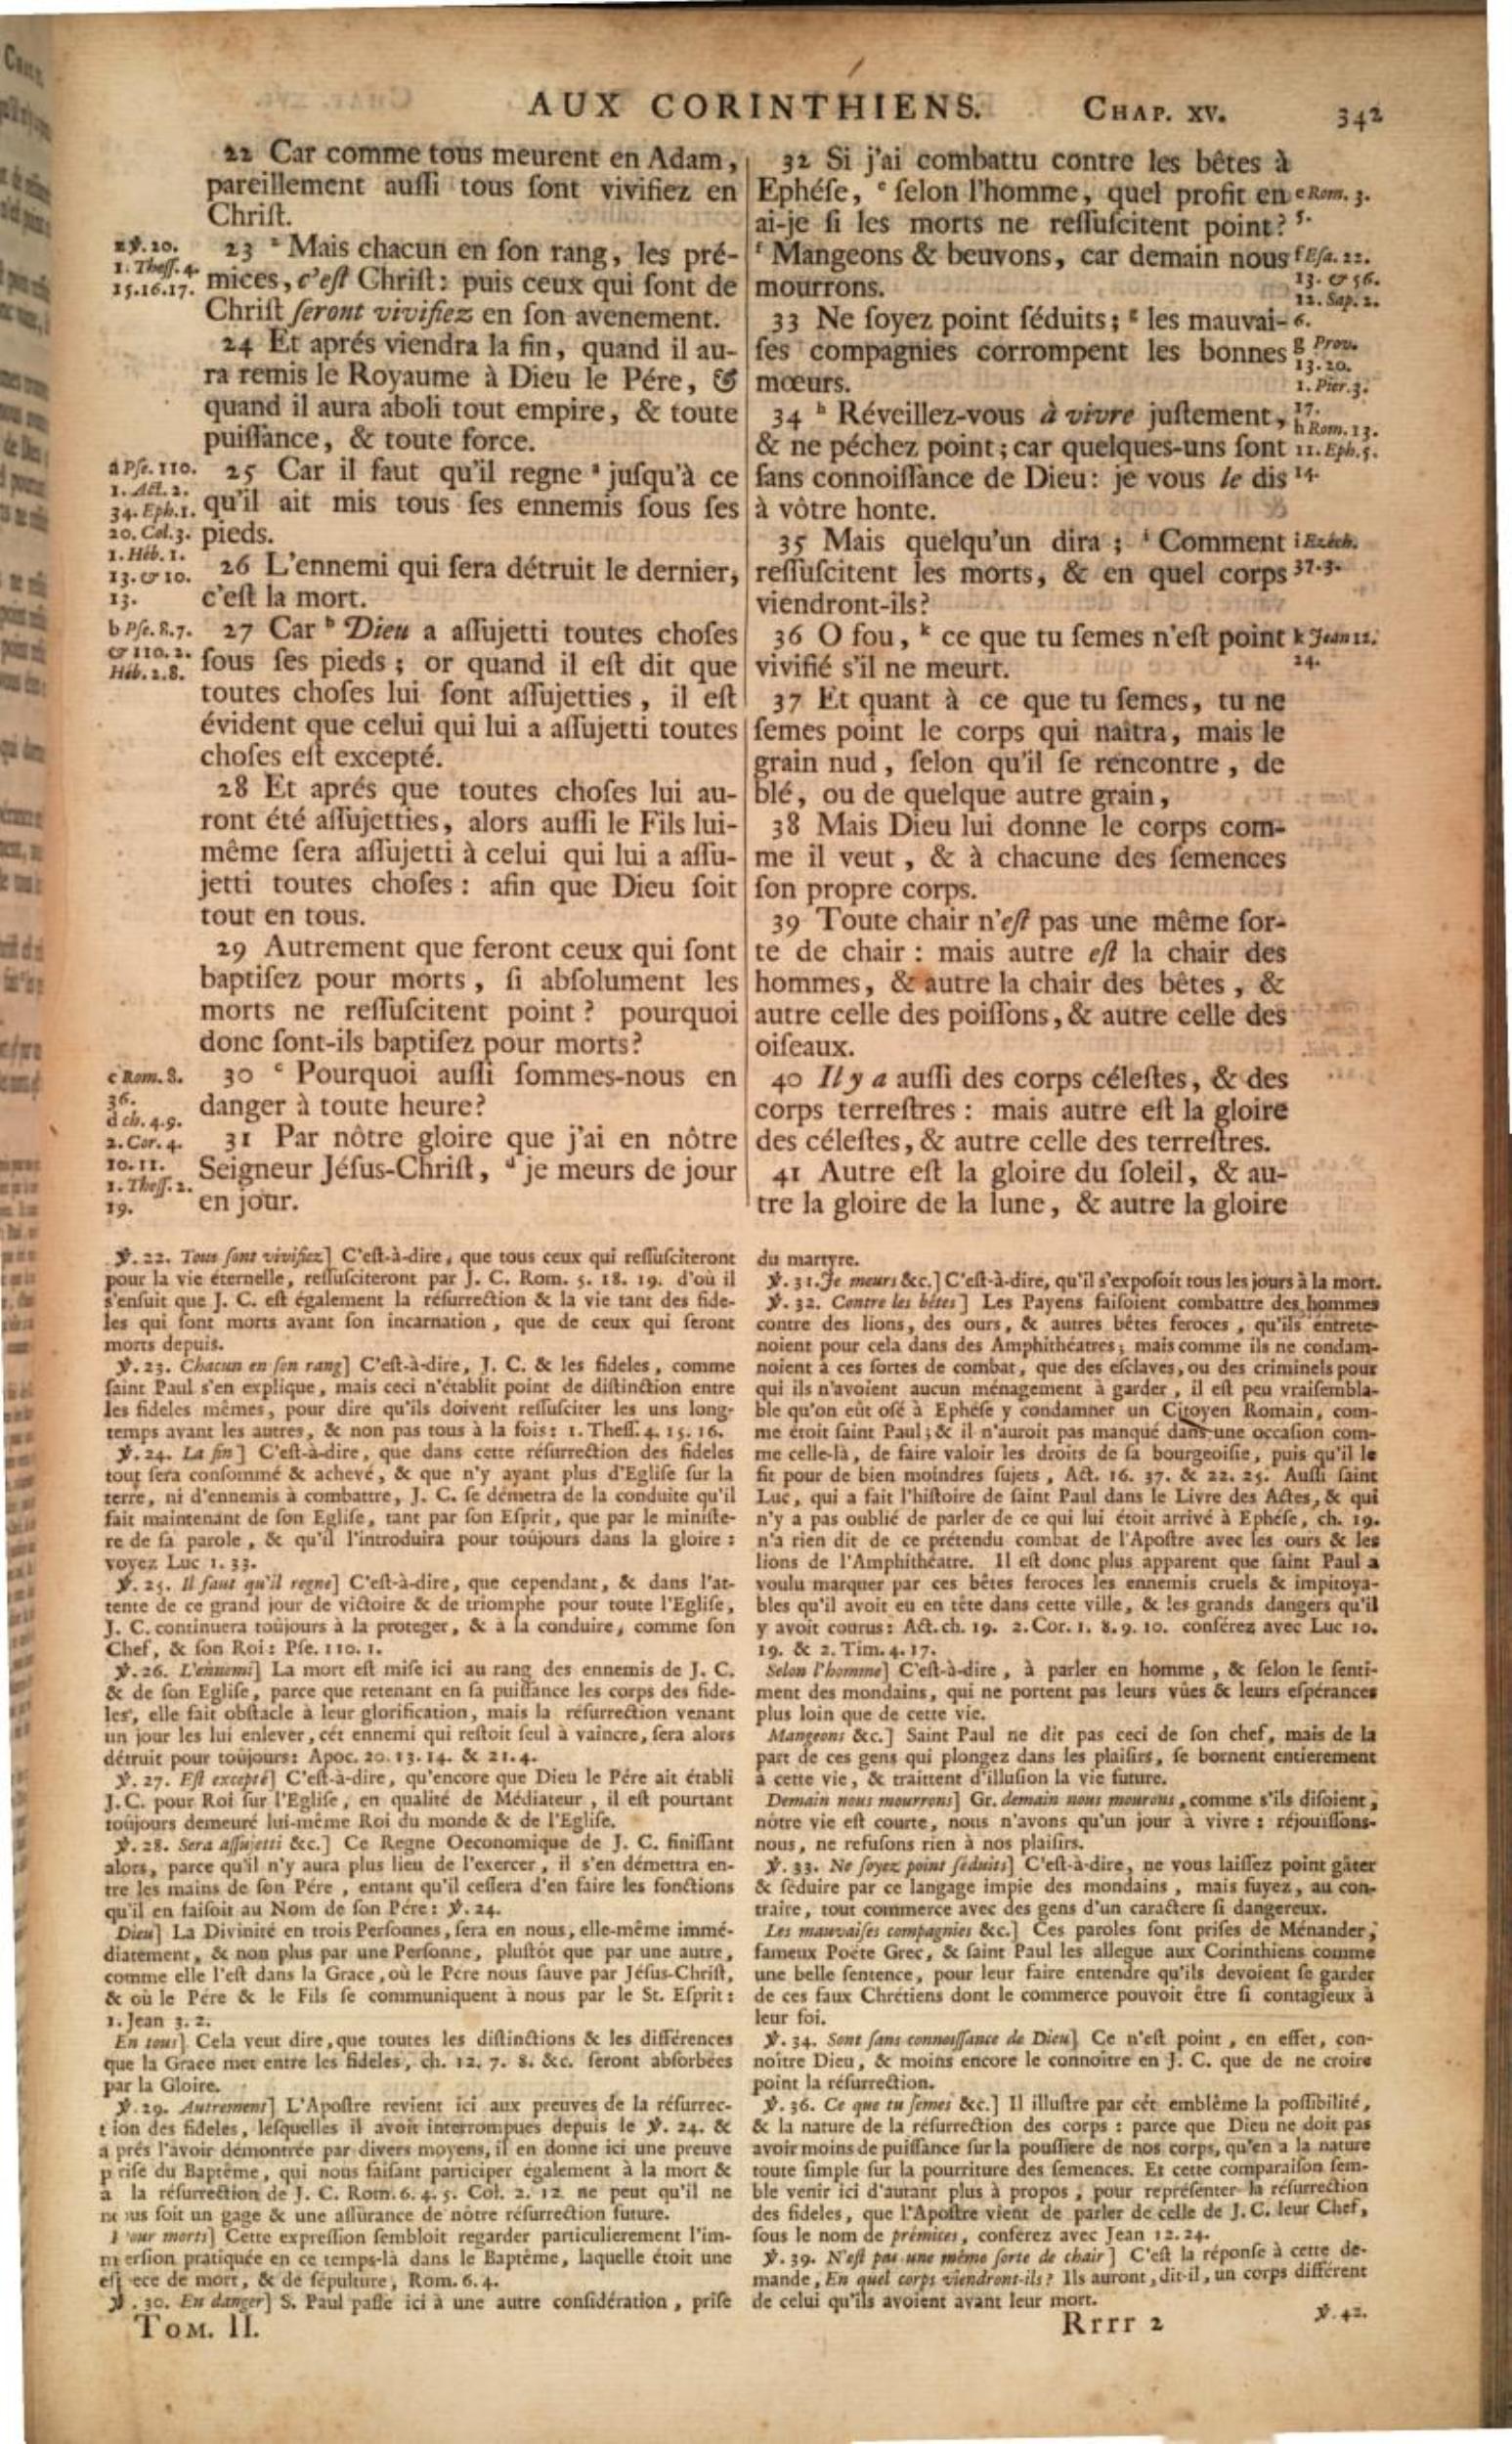 AUX CORINTHIENS. CHAP. XV. 342
22 Car comme tous meurent en Adam,
pareillement auſſi tous ſont vivifiez en
Chriſt.
23 ᶻ Mais chacun en ſon rang, les pré-
mices, c'eſt Chriſt: puis ceux qui ſont de
Chriſt ſeront vivifiez en ſon avenement.
24 Et aprés viendra la fin, quand il au-
ra remis le Royaume à Dieu le Pére, &
quand il aura aboli tout empire, & toute
puiſſance, & toute force.
25 Car il faut qu'il regne ᵃ juſqu'à ce
qu'il ait mis tous ſes ennemis ſous ſes
pieds.
26 L'ennemi qui ſera détruit le dernier,
c'eſt la mort.
27 Car ᵇ Dieu a aſſujetti toutes choſes
ſous ſes pieds; or quand il eſt dit que
toutes choſes lui ſont aſſujetties, il eſt
évident que celui qui lui a aſſujetti toutes
choſes eſt excepté.
28 Et aprés que toutes choſes lui au-
ront été aſſujetties, alors auſſi le Fils lui-
même ſera aſſujetti à celui qui lui a aſſu-
jetti toutes choſes: afin que Dieu ſoit
tout en tous.
29 Autrement que feront ceux qui ſont
baptiſez pour morts, ſi abſolument les
morts ne reſſuſcitent point? pourquoi
donc ſont-ils baptiſez pour morts?
30 ᶜ Pourquoi auſſi ſommes-nous en
danger à toute heure?
31 Par nôtre gloire que j'ai en nôtre
Seigneur Jéſus-Chriſt, ᵈ je meurs de jour
en jour.
z ℣. 20.
1. Theſſ. 4.
15. 16. 17.
a Pſe. 110.
1. Act. 2.
34. Eph. 1.
20. Col. 3.
1. Héb. 1.
13. & 10.
13.
b Pſe. 8. 7.
& 110. 2.
Héb. 2. 8.
c Rom. 8.
36.
d ch. 4. 9.
2. Cor. 4.
10. 11.
1. Theſſ. 2.
19.
32 Si j'ai combattu contre les bêtes à
Ephéſe, ᵉ ſelon l'homme, quel profit en
ai-je ſi les morts ne reſſuſcitent point?
ᶠ Mangeons & beuvons, car demain nous
mourrons.
33 Ne ſoyez point ſéduits; ᵍ les mauvai-
ſes compagnies corrompent les bonnes
mœurs.
34 ʰ Réveillez-vous à vivre juſtement,
& ne péchez point; car quelques-uns ſont
ſans connoiſſance de Dieu: je vous le dis
à vôtre honte.
35 Mais quelqu'un dira; ⁱ Comment
reſſuſcitent les morts, & en quel corps
viendront-ils?
36 O fou, ᵏ ce que tu ſemes n'eſt point
vivifié s'il ne meurt.
37 Et quant à ce que tu ſemes, tu ne
ſemes point le corps qui naîtra, mais le
grain nud, ſelon qu'il ſe rencontre, de
blé, ou de quelque autre grain,
38 Mais Dieu lui donne le corps com-
me il veut, & à chacune des ſemences
ſon propre corps.
39 Toute chair n'eſt pas une même ſor-
te de chair: mais autre eſt la chair des
hommes, & autre la chair des bêtes, &
autre celle des poiſſons, & autre celle des
oiſeaux.
40 Il y a auſſi des corps céleſtes, & des
corps terreſtres: mais autre eſt la gloire
des céleſtes, & autre celle des terreſtres.
41 Autre eſt la gloire du ſoleil, & au-
tre la gloire de la lune, & autre la gloire
e Rom. 3.
5.
f Eſa. 22.
13. & 56.
12. Sap. 2.
6.
g Prov.
13. 20.
1. Pier. 3.
17.
h Rom. 13.
11. Eph. 5.
14.
i Ezéch.
37. 3.
k Jean 12.
24.
℣. 22. Tous ſont vivifiez] C'eſt-à-dire, que tous ceux qui reſſuſciteront
pour la vie éternelle, reſſuſciteront par J. C. Rom. 5. 18. 19. d'où il
s'enſuit que J. C. eſt également la réſurrection & la vie tant des fide-
les qui ſont morts avant ſon incarnation, que de ceux qui ſeront
morts depuis.
℣. 23. Chacun en ſon rang] C'eſt-à-dire, J. C. & les fideles, comme
ſaint Paul s'en explique, mais ceci n'établit point de diſtinction entre
les fideles mêmes, pour dire qu'ils doivent reſſuſciter les uns long-
temps avant les autres, & non pas tous à la fois: 1. Theſſ. 4. 15. 16.
℣. 24. La fin] C'eſt-à-dire, que dans cette réſurrection des fideles
tout ſera conſommé & achevé, & que n'y ayant plus d'Egliſe ſur la
terre, ni d'ennemis à combattre, J. C. ſe démetra de la conduite qu'il
fait maintenant de ſon Egliſe, tant par ſon Eſprit, que par le miniſte-
re de ſa parole, & qu'il l'introduira pour toûjours dans la gloire:
voyez Luc 1. 33.
℣. 25. Il faut qu'il regne] C'eſt-à-dire, que cependant, & dans l'at-
tente de ce grand jour de victoire & de triomphe pour toute l'Egliſe,
J. C. continuera toûjours à la proteger, & à la conduire, comme ſon
Chef, & ſon Roi: Pſe. 110. 1.
℣. 26. L'ennemi] La mort eſt miſe ici au rang des ennemis de J. C.
& de ſon Egliſe, parce que retenant en ſa puiſſance les corps des fide-
les, elle fait obſtacle à leur glorification, mais la réſurrection venant
un jour les lui enlever, cét ennemi qui reſtoit ſeul à vaincre, ſera alors
détruit pour toûjours: Apoc. 20. 13. 14. & 21. 4.
℣. 27. Eſt excepté] C'eſt-à-dire, qu'encore que Dieu le Pére ait établi
J. C. pour Roi ſur l'Egliſe, en qualité de Médiateur, il eſt pourtant
toûjours demeuré lui-même Roi du monde & de l'Egliſe.
℣. 28. Sera aſſujetti &c.] Ce Regne Oeconomique de J. C. finiſſant
alors, parce qu'il n'y aura plus lieu de l'exercer, il s'en démettra en-
tre les mains de ſon Pére, entant qu'il ceſſera d'en faire les fonctions
qu'il en faiſoit au Nom de ſon Pére: ℣. 24.
Dieu] La Divinité en trois Perſonnes, ſera en nous, elle-même immé-
diatement, & non plus par une Perſonne, pluſtôt que par une autre,
comme elle l'eſt dans la Grace, où le Pére nous ſauve par Jéſus-Chriſt,
& où le Pére & le Fils ſe communiquent à nous par le St. Eſprit:
1. Jean 3. 2.
En tous] Cela veut dire, que toutes les diſtinctions & les différences
que la Grace met entre les fideles, ch. 12. 7. 8. &c. ſeront abſorbées
par la Gloire.
℣. 29. Autrement] L'Apoſtre revient ici aux preuves de la réſurrec-
tion des fideles, leſquelles il avoit interrompues depuis le ℣. 24. &
a prés l'avoir démontrée par divers moyens, il en donne ici une preuve
priſe du Baptême, qui nous faiſant participer également à la mort &
à la réſurrection de J. C. Rom. 6. 4. 5. Col. 2. 12. ne peut qu'il ne
nous ſoit un gage & une aſſûrance de nôtre réſurrection future.
Pour morts] Cette expreſſion ſembloit regarder particulierement l'im-
merſion pratiquée en ce temps-là dans le Baptême, laquelle étoit une
eſpece de mort, & de ſépulture, Rom. 6. 4.
℣. 30. En danger] S. Paul paſſe ici à une autre conſidération, priſe
du martyre.
℣. 31. Je meurs &c.] C'eſt-à-dire, qu'il s'expoſoit tous les jours à la mort.
℣. 32. Contre les bêtes] Les Payens faiſoient combattre des hommes
contre des lions, des ours, & autres bêtes feroces, qu'ils entrete-
noient pour cela dans des Amphithéatres; mais comme ils ne condam-
noient à ces ſortes de combat, que des eſclaves, ou des criminels pour
qui ils n'avoient aucun ménagement à garder, il eſt peu vraiſembla-
ble qu'on eût oſé à Ephéſe y condamner un Citoyen Romain, com-
me étoit ſaint Paul; & il n'auroit pas manqué dans une occaſion com-
me celle-là, de faire valoir les droits de ſa bourgeoiſie, puis qu'il le
fit pour de bien moindres ſujets, Act. 16. 37. & 22. 25. Auſſi ſaint
Luc, qui a fait l'hiſtoire de ſaint Paul dans le Livre des Actes, & qui
n'y a pas oublié de parler de ce qui lui étoit arrivé à Ephéſe, ch. 19.
n'a rien dit de ce prétendu combat de l'Apoſtre avec les ours & les
lions de l'Amphithéatre. Il eſt donc plus apparent que ſaint Paul a
voulu marquer par ces bêtes feroces les ennemis cruels & impitoya-
bles qu'il avoit eu en tête dans cette ville, & les grands dangers qu'il
y avoit courus: Act. ch. 19. 2. Cor. 1. 8. 9. 10. conférez avec Luc 10.
19. & 2. Tim. 4. 17.
Selon l'homme] C'eſt-à-dire, à parler en homme, & ſelon le ſenti-
ment des mondains, qui ne portent pas leurs vûes & leurs eſpérances
plus loin que de cette vie.
Mangeons &c.] Saint Paul ne dit pas ceci de ſon chef, mais de la
part de ces gens qui plongez dans les plaiſirs, ſe bornent entierement
à cette vie, & traittent d'illuſion la vie future.
Demain nous mourrons] Gr. demain nous mourons, comme s'ils diſoient,
nôtre vie eſt courte, nous n'avons qu'un jour à vivre: réjouiſſons-
nous, ne refuſons rien à nos plaiſirs.
℣. 33. Ne ſoyez point ſéduits] C'eſt-à-dire, ne vous laiſſez point gâter
& ſéduire par ce langage impie des mondains, mais fuyez, au con-
traire, tout commerce avec des gens d'un caractere ſi dangereux.
Les mauvaiſes compagnies &c.] Ces paroles ſont priſes de Ménander,
fameux Poëte Grec, & ſaint Paul les allegue aux Corinthiens comme
une belle ſentence, pour leur faire entendre qu'ils devoient ſe garder
de ces faux Chrétiens dont le commerce pouvoit être ſi contagieux à
leur foi.
℣. 34. Sont ſans connoiſſance de Dieu] Ce n'eſt point, en effet, con-
noître Dieu, & moins encore le connoître en J. C. que de ne croire
point la réſurrection.
℣. 36. Ce que tu ſemes &c.] Il illuſtre par cét emblême la poſſibilité,
& la nature de la réſurrection des corps: parce que Dieu ne doit pas
avoir moins de puiſſance ſur la pouſſiere de nos corps, qu'en a la nature
toute ſimple ſur la pourriture des ſemences. Et cette comparaiſon ſem-
ble venir ici d'autant plus à propos, pour repréſenter la réſurrection
des fideles, que l'Apoſtre vient de parler de celle de J. C. leur Chef,
ſous le nom de prémices, conférez avec Jean 12. 24.
℣. 39. N'eſt pas une même ſorte de chair] C'eſt la réponſe à cette de-
mande, En quel corps viendront-ils? Ils auront, dit-il, un corps différent
de celui qu'ils avoient avant leur mort.
TOM. II. Rrrr 2 ℣. 42.